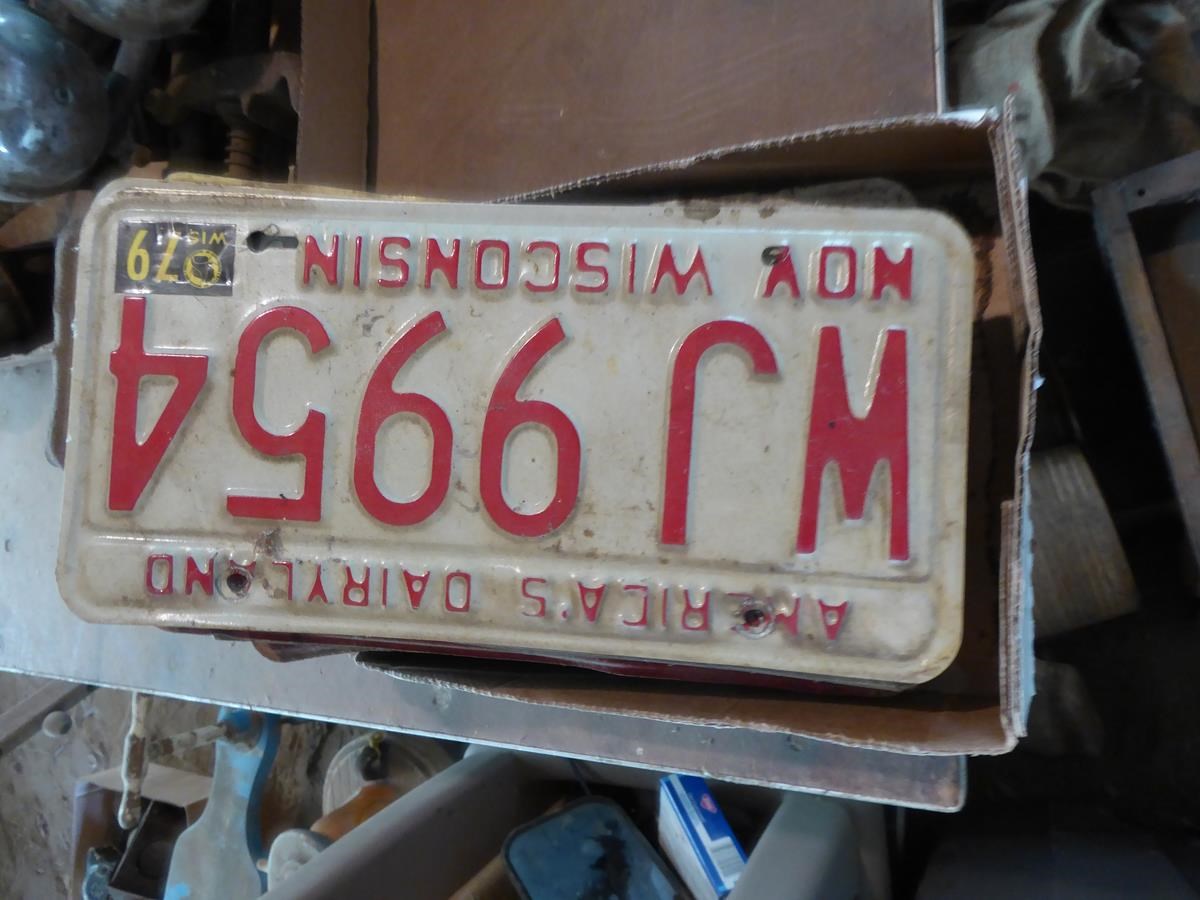 AMERICA'S DAIRYLAND
WJ 9954
NOV WISCONSIN
WIS
79